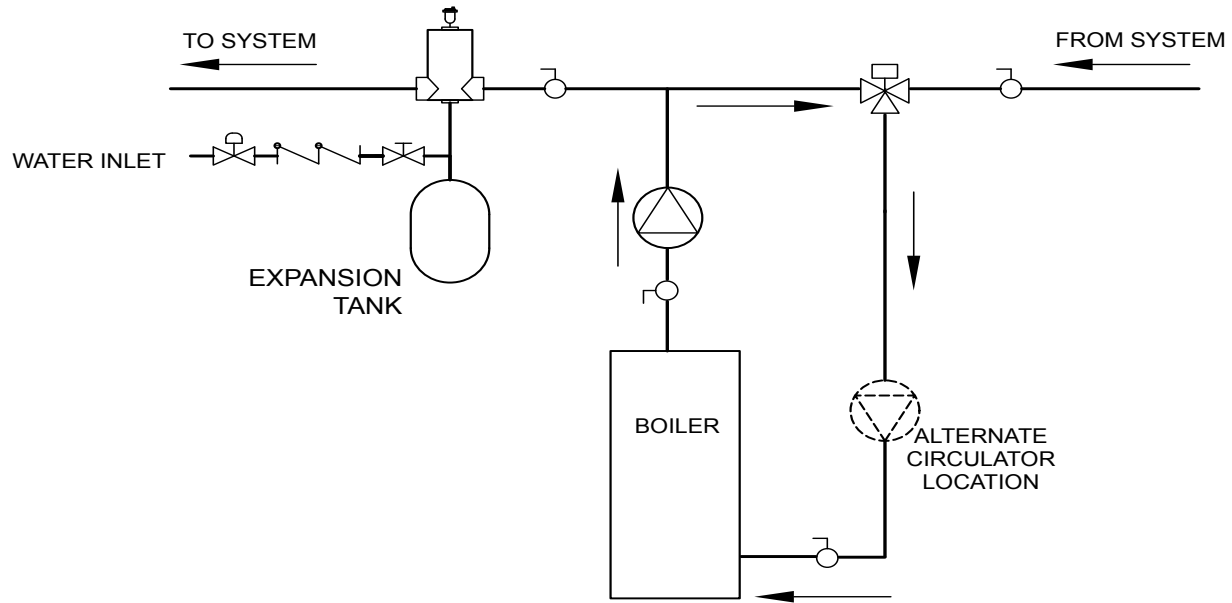 TO SYSTEM
FROM SYSTEM
WATER INLET
EXPANSION
TANK
BOILER
ALTERNATE
CIRCULATOR
LOCATION